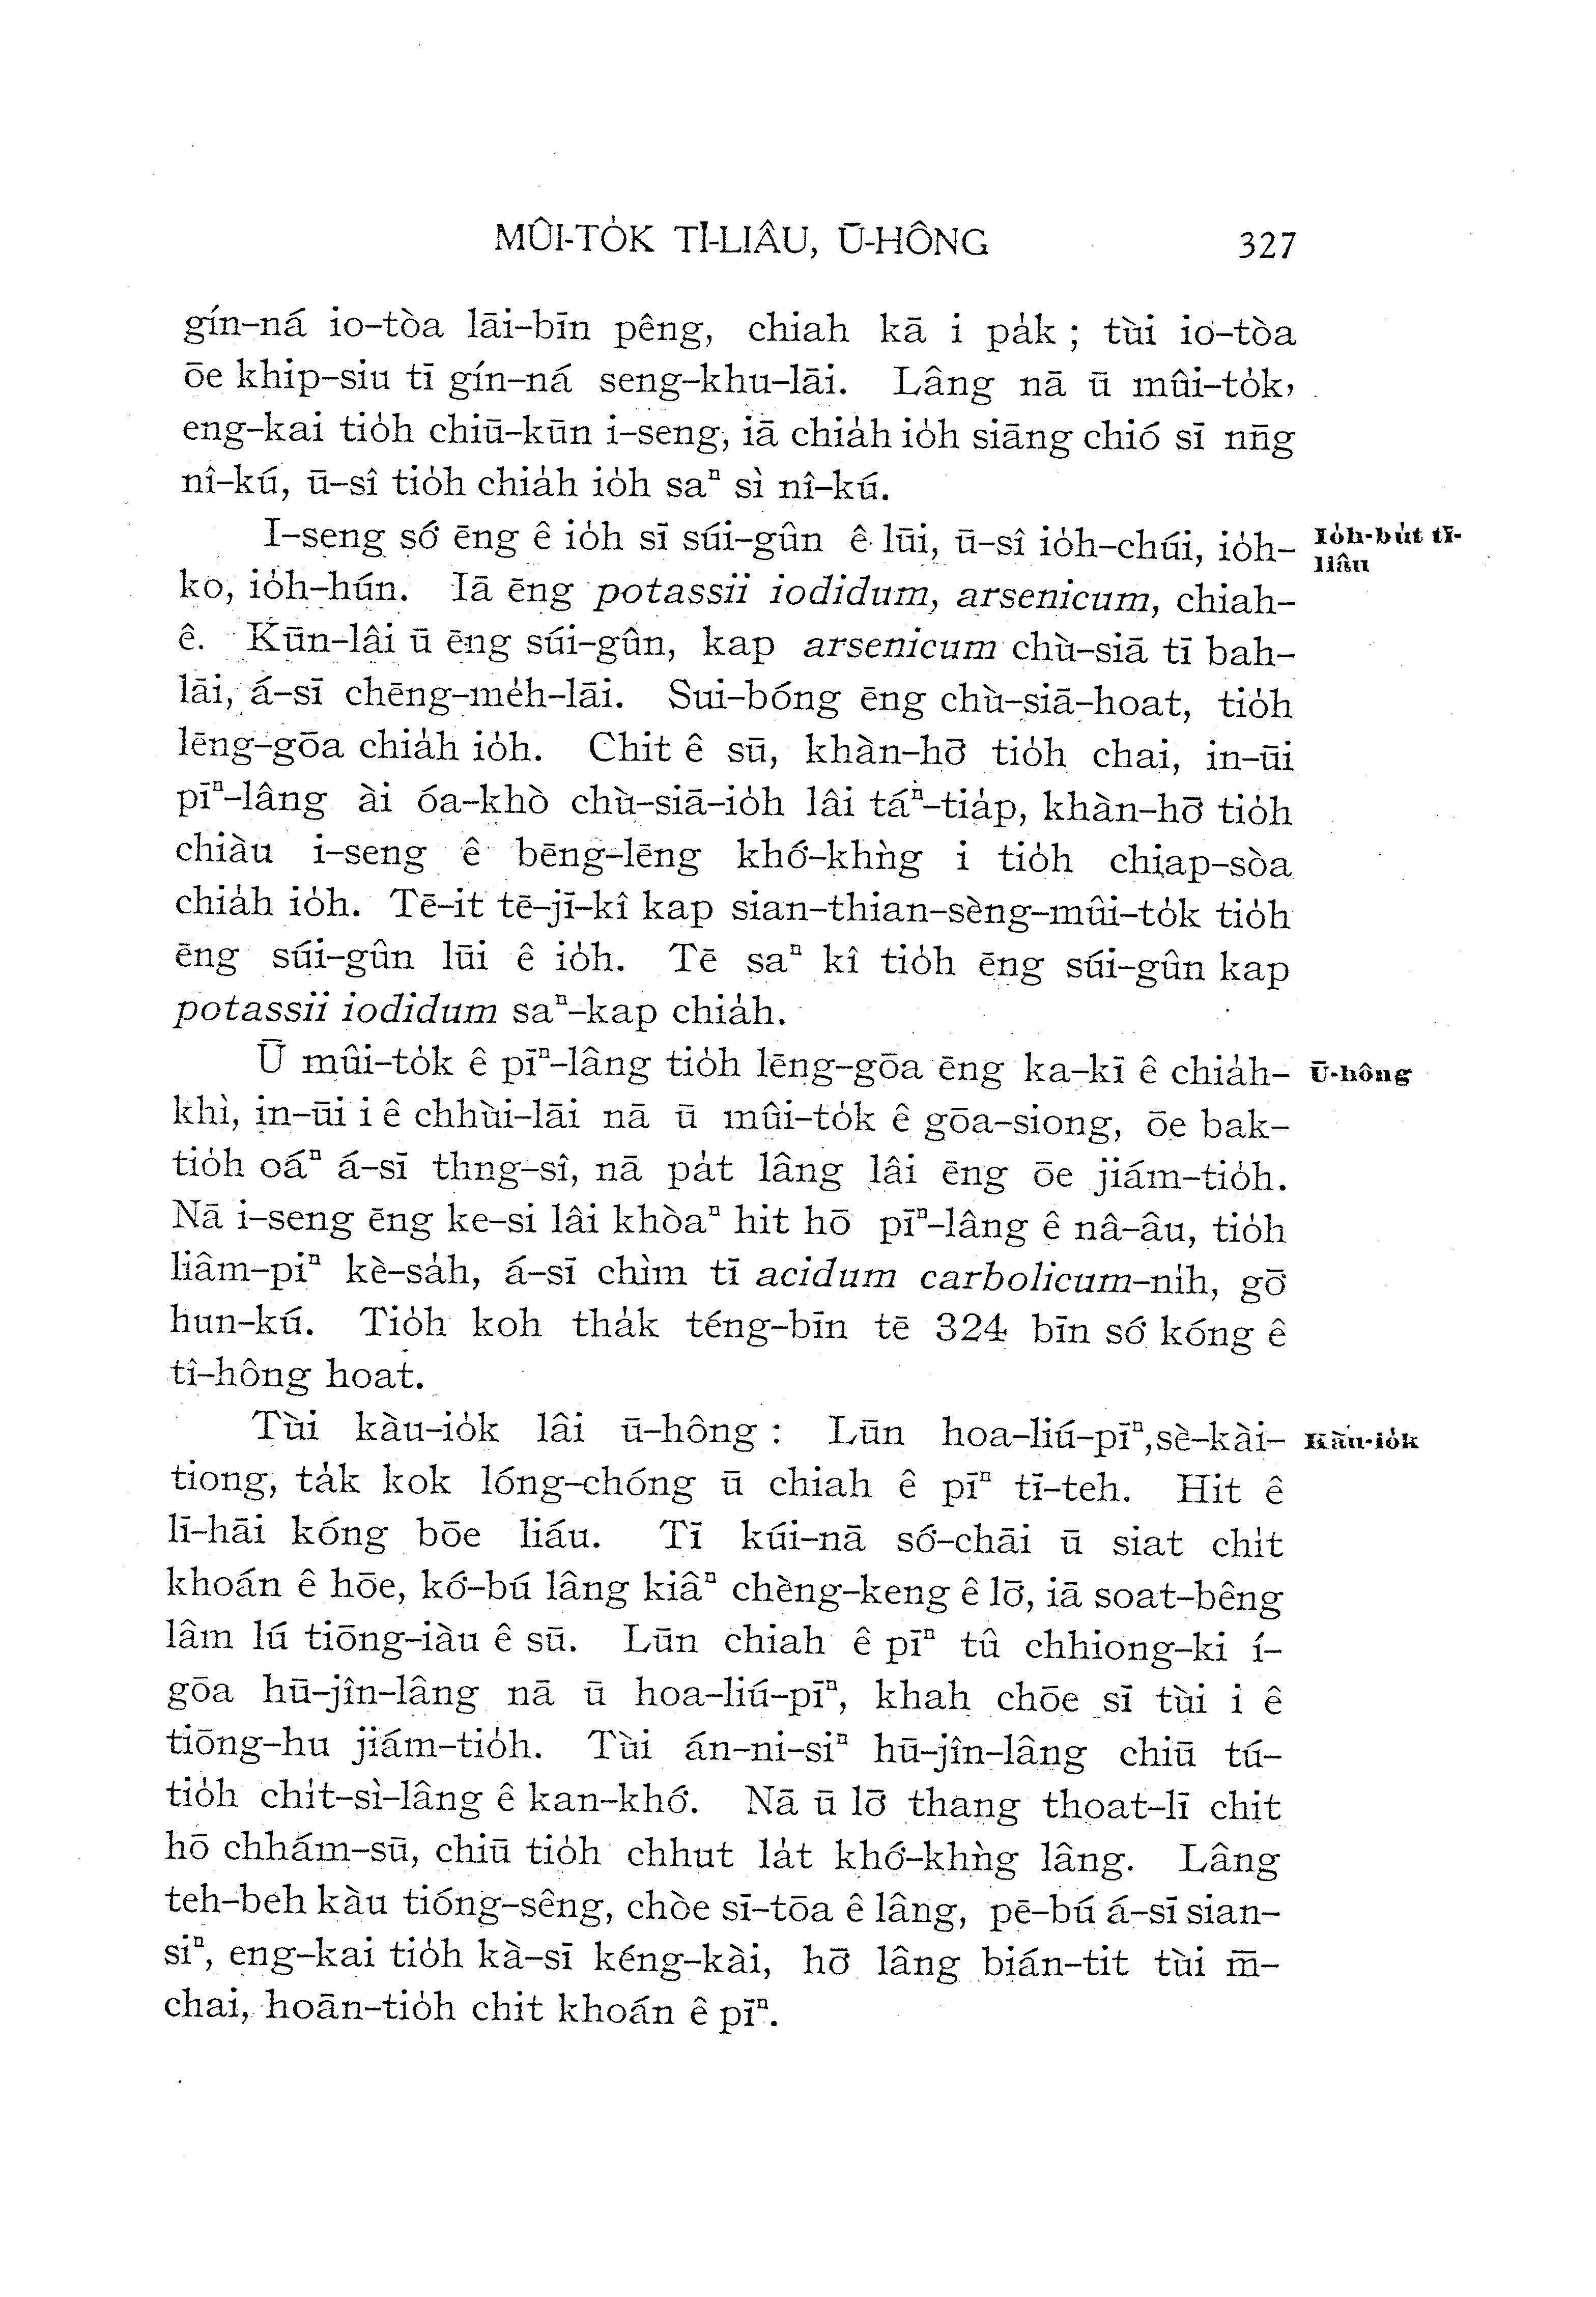 MÛI-TO̍K TĪ-LIÂU, Ū-HÔNG 327
gín-ná io-tòa lāi-bīn pêng, chiah kā i pa̍k ; tùi io-tòa
ōe khip-siu tī gín-ná seng-khu-lāi. Lâng nā ū mûi-to̍k,
eng-kai tio̍h chiū-kūn i-seng, iā chia̍h io̍h siāng chió sī nn̄g
nî-kú, ū-sî tio̍h chia̍h io̍h saⁿ sì nî-kú.
I-seng só͘ ēng ê io̍h sī súi-gûn ê lūi, ū-sî io̍h-chúi, io̍h-
ko, io̍h-hún. Iā ēng potassii iodidum, arsenicum, chiah-
ê. Kūn-lâi ū ēng súi-gûn, kap arsenicum chù-siā tī bah-
lāi, á-sī chēng-me̍h-lāi. Sui-bóng ēng chù-siā-hoat, tio̍h
lēng-gōa chia̍h io̍h. Chit ê sū, khàn-hō͘ tio̍h chai, in-ūi
pīⁿ-lâng ài óa-khò chù-siā-io̍h lâi táⁿ-tia̍p, khàn-hō͘ tio̍h
chiàu i-seng ê bēng-lēng khó͘-khǹg i tio̍h chiap-sòa
chia̍h io̍h. Tē-it tē-jī-kî kap sian-thian-sèng-mûi-to̍k tio̍h
ēng súi-gûn lūi ê io̍h. Tē saⁿ kî tio̍h ēng súi-gûn kap
potassii iodidum saⁿ-kap chia̍h.
Ū mûi-to̍k ê pīⁿ-lâng tio̍h lēng-gōa ēng ka-kī ê chia̍h-
khì, in-ūi i ê chhùi-lāi nā ū mûi-to̍k ê gōa-siong, ōe bak-
tio̍h oáⁿ á-sī thng-sî, nā pa̍t lâng lâi ēng ōe jiám-tio̍h.
Nā i-seng ēng ke-si lâi khòaⁿ hit hō pīⁿ-lâng ê nâ-âu, tio̍h
liâm-piⁿ kè-sa̍h, á-sī chìm tī acidum carbolicum-ni̍h, gō͘
hun-kú. Tio̍h koh tha̍k téng-bīn tē 324 bīn só͘ kóng ê
tî-hông hoat.
Tùi kàu-io̍k lâi ū-hông : Lūn hoa-liú-pīⁿ, sè-kài-
tiong, ta̍k kok lóng-chóng ū chiah ê pīⁿ tī-teh. Hit ê
lī-hāi kóng bōe liáu. Tī kúi-nā só͘-chāi ū siat chi̍t
khoán ê hōe, kó͘-bú lâng kiâⁿ chèng-keng ê lō͘, iā soat-bêng
lâm lú tiōng-iàu ê sū. Lūn chiah ê pīⁿ tû chhiong-ki í-
gōa hū-jîn-lâng nā ū hoa-liú-pīⁿ, khah chōe sī tùi i ê
tiōng-hu jiám-tio̍h. Tùi án-ni-siⁿ hū-jîn-lâng chiū tú-
tio̍h chi̍t-sì-lâng ê kan-khó͘. Nā ū lō͘ thang thoat-lī chit
hō chhám-sū, chiū tio̍h chhut la̍t khó͘-khǹg lâng. Lâng
teh-beh kàu tióng-sêng, chòe sī-tōa ê lâng, pē-bú á-sī sian-
siⁿ, eng-kai tio̍h kà-sī kéng-kài, hō͘ lâng bián-tit tùi m̄-
chai, hoān-tio̍h chit khoán ê pīⁿ.
Io̍h-bu̍t tī-
liâu
Ū-hông
Kàu-io̍k